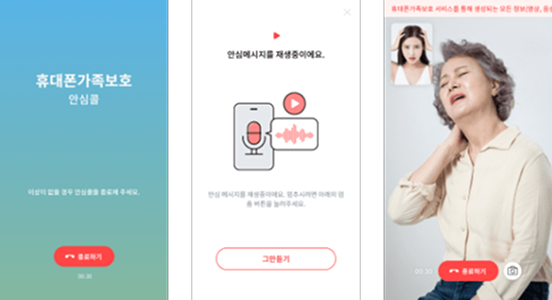 휴대폰가족보호
안심콜
이상이 없을 경우 안심콜을 종료해 주세요.
종료하기
00:30
안심메시지를 재생중이에요.
안심 메시지를 재생중이에요. 멈추시려면 아래의 멈
춤 버튼을 눌러주세요.
그만듣기
휴대폰가족보호 서비스를 통해 생성되는 모든 정보(영상, 음성
00:30
종료하기